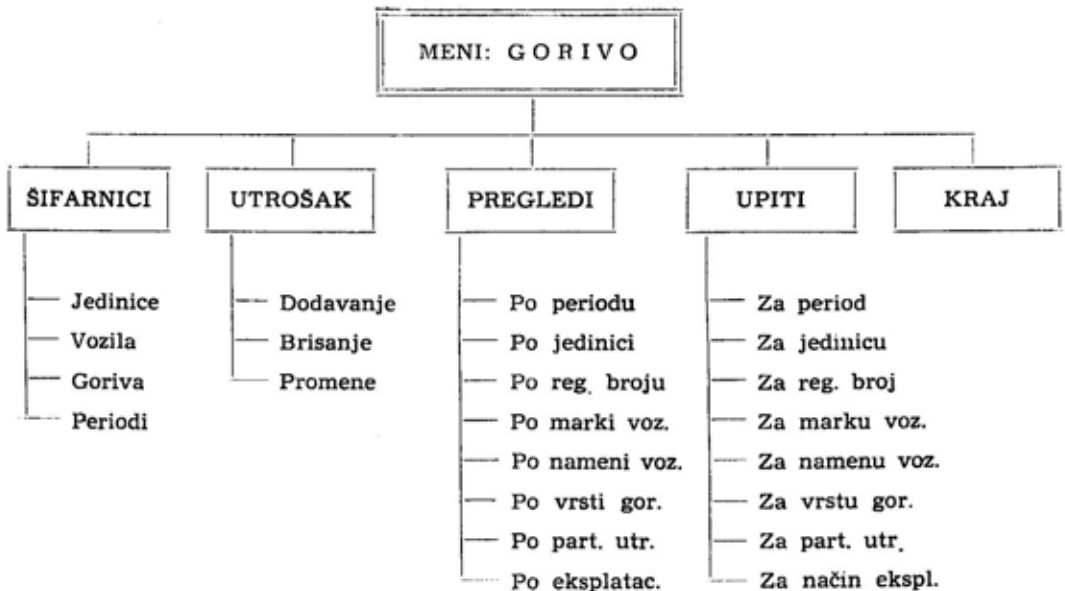 MENI: GORIVO
ŠIFARNICI
Jedinice
Vozila
Goriva
Periodi
UTROŠAK
Dodavanje
Brisanje
Promene
PREGLEDI
Po periodu
Po jedinici
Po reg. broju
Po marki voz.
Po nameni voz.
Po vrsti gor.
Po part. utr.
Po eksplatac.
UPITI
Za period
Za jedinicu
Za reg. broj
Za marku voz.
Za namenu voz.
Za vrstu gor.
Za part. utr.
Za način ekspl.
KRAJ